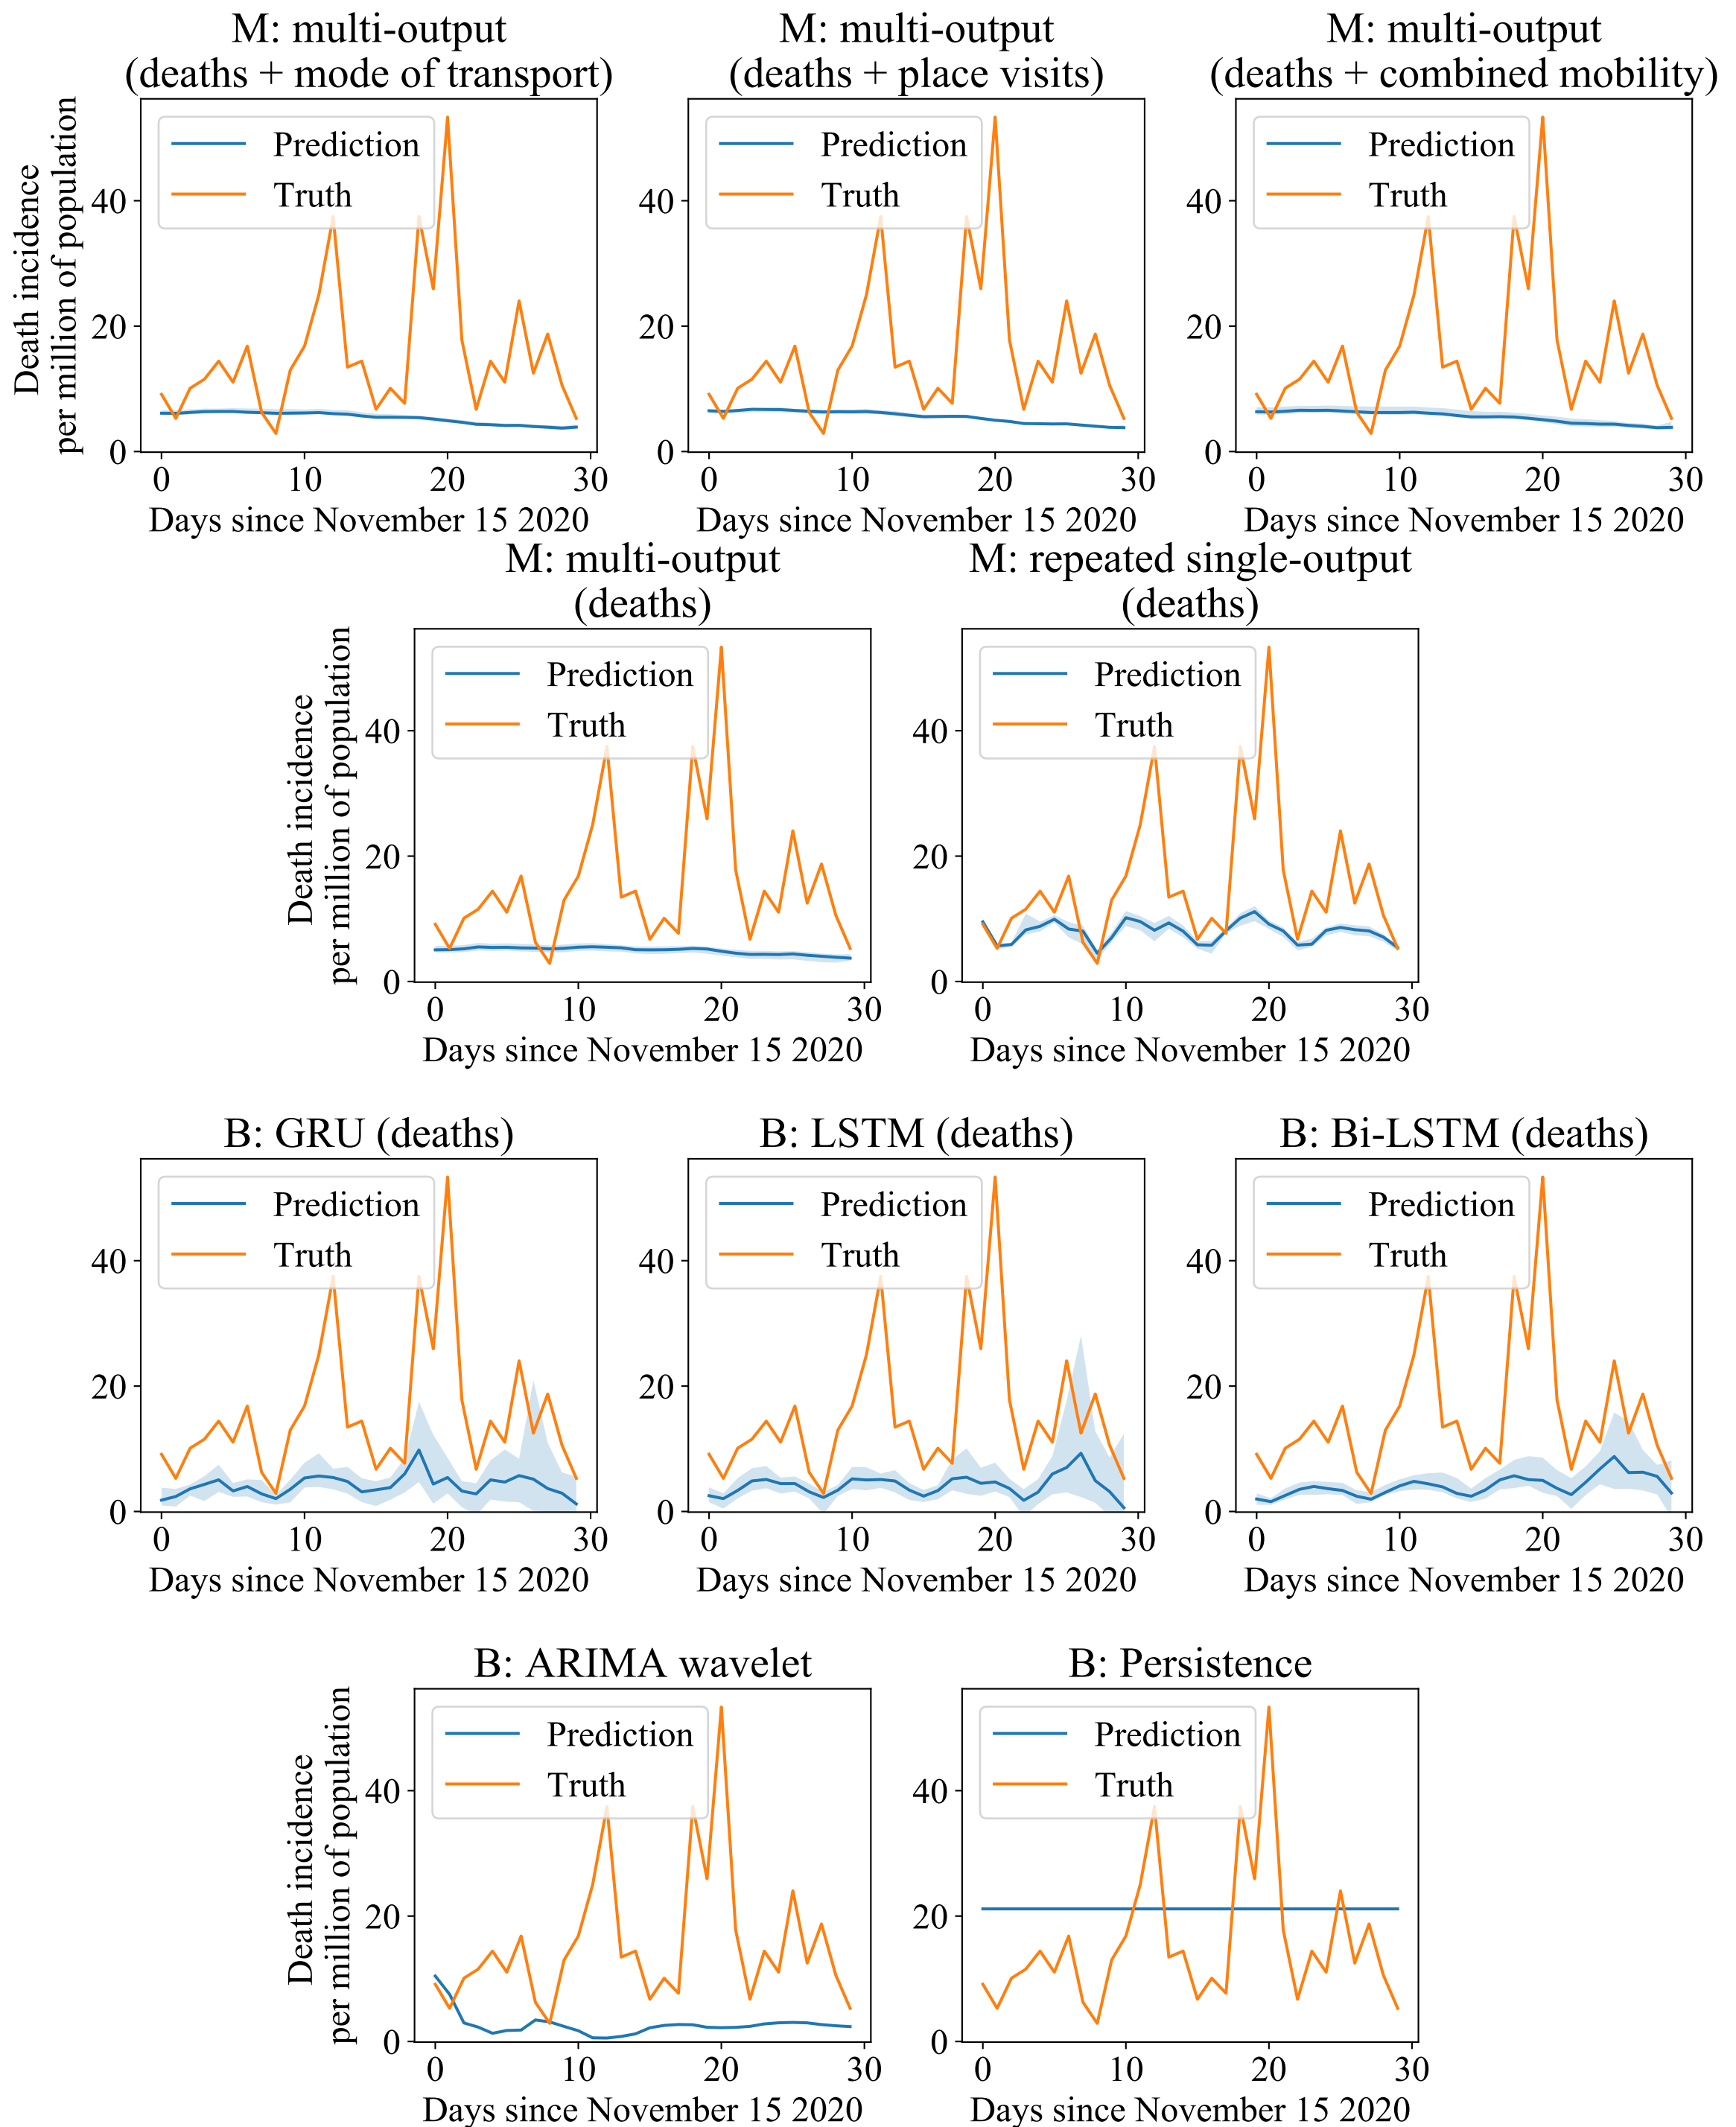 M: multi-output
(deaths + mode of transport)
M: multi-output
(deaths + place visits)
M: multi-output
(deaths + combined mobility)
Death incidence
per million of population
40
20
0
Prediction
Truth
0 10 20 30
Days since November 15 2020
40
20
0
Prediction
Truth
0 10 20 30
Days since November 15 2020
40
20
0
Prediction
Truth
0 10 20 30
Days since November 15 2020
M: multi-output
(deaths)
M: repeated single-output
(deaths)
Death incidence
per million of population
40
20
0
Prediction
Truth
0 10 20 30
Days since November 15 2020
40
20
0
Prediction
Truth
0 10 20 30
Days since November 15 2020
B: GRU (deaths)
B: LSTM (deaths)
B: Bi-LSTM (deaths)
40
20
0
Prediction
Truth
0 10 20 30
Days since November 15 2020
40
20
0
Prediction
Truth
0 10 20 30
Days since November 15 2020
40
20
0
Prediction
Truth
0 10 20 30
Days since November 15 2020
B: ARIMA wavelet
B: Persistence
Death incidence
per million of population
40
20
0
Prediction
Truth
0 10 20 30
Days since November 15 2020
40
20
0
Prediction
Truth
0 10 20 30
Days since November 15 2020